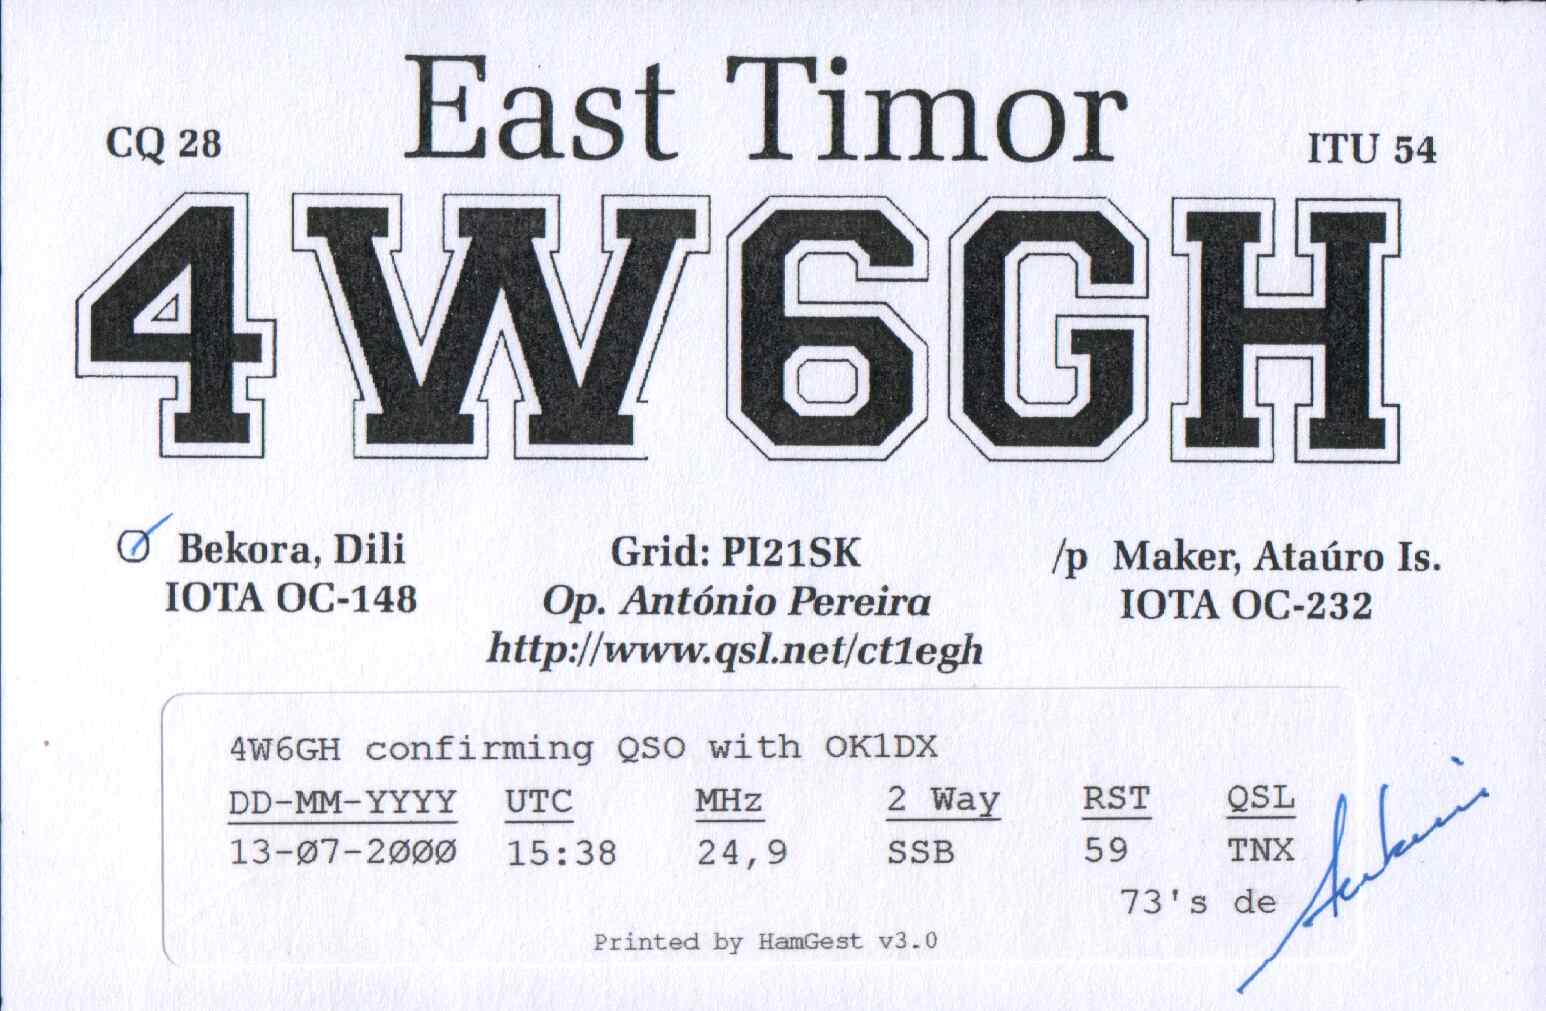 East Timor
CQ 28
ITU 54
4W6GH
Bekora, Dili
IOTA OC-148
Grid: PI21SK
Op. António Pereira
http://www.qsl.net/ct1egh
/p Maker, Ataúro Is.
IOTA OC-232
4W6GH confirming QSO with OK1DX
DD-MM-YYYY UTC MHz 2 Way RST QSL
13-07-2000 15:38 24,9 SSB 59 TNX
73's de
Printed by HamGest v3.0